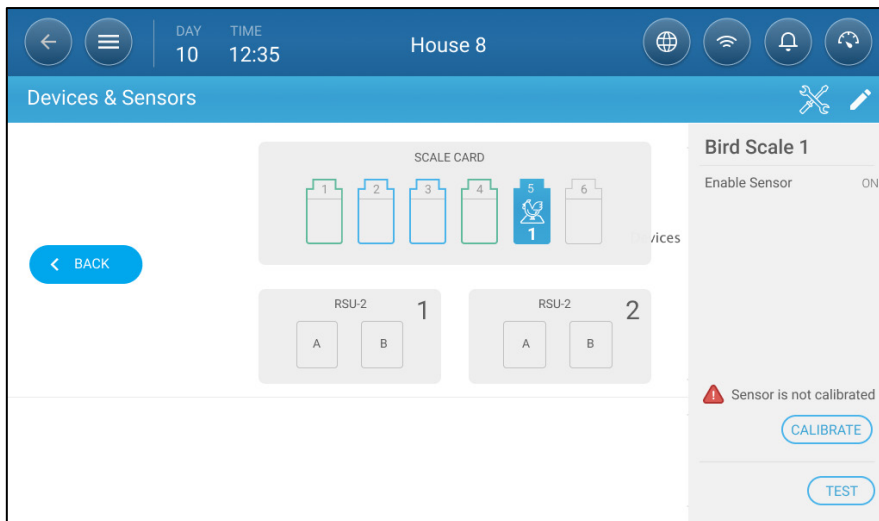 DAY
10
TIME
12:35
House 8
Devices & Sensors
SCALE CARD
1 2 3 4 5 6
1
vices
BACK
RSU-2 1
A B
RSU-2 2
A B
Bird Scale 1
Enable Sensor ON
Sensor is not calibrated
CALIBRATE
TEST